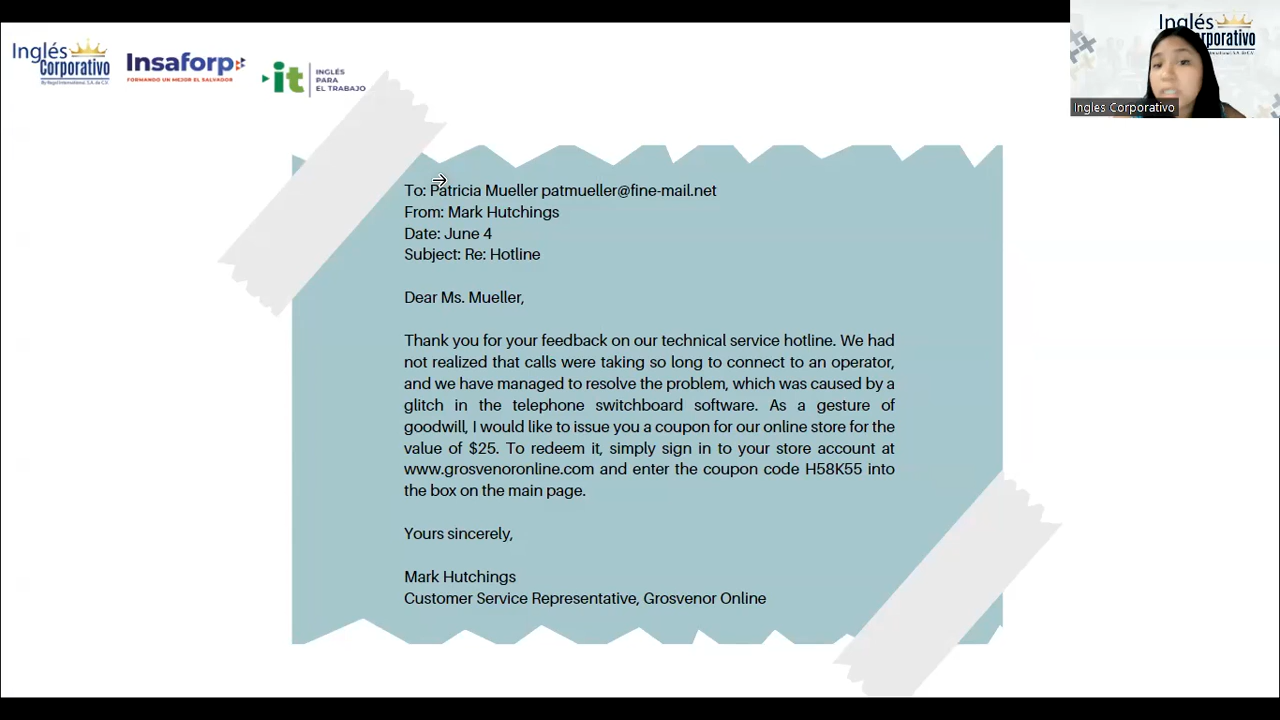 Inglés
Corporativo
By Regal International, S.A. de C.V.
Insaforp
FORMANDO UN MEJOR EL SALVADOR
it
INGLÉS
PARA
EL TRABAJO
Inglés
Corporativo
Ingles Corporativo
To: Patricia Mueller patmueller@fine-mail.net
From: Mark Hutchings
Date: June 4
Subject: Re: Hotline
Dear Ms. Mueller,
Thank you for your feedback on our technical service hotline. We had
not realized that calls were taking so long to connect to an operator,
and we have managed to resolve the problem, which was caused by a
glitch in the telephone switchboard software. As a gesture of
goodwill, I would like to issue you a coupon for our online store for the
value of $25. To redeem it, simply sign in to your store account at
www.grosvenoronline.com and enter the coupon code H58K55 into
the box on the main page.
Yours sincerely,
Mark Hutchings
Customer Service Representative, Grosvenor Online